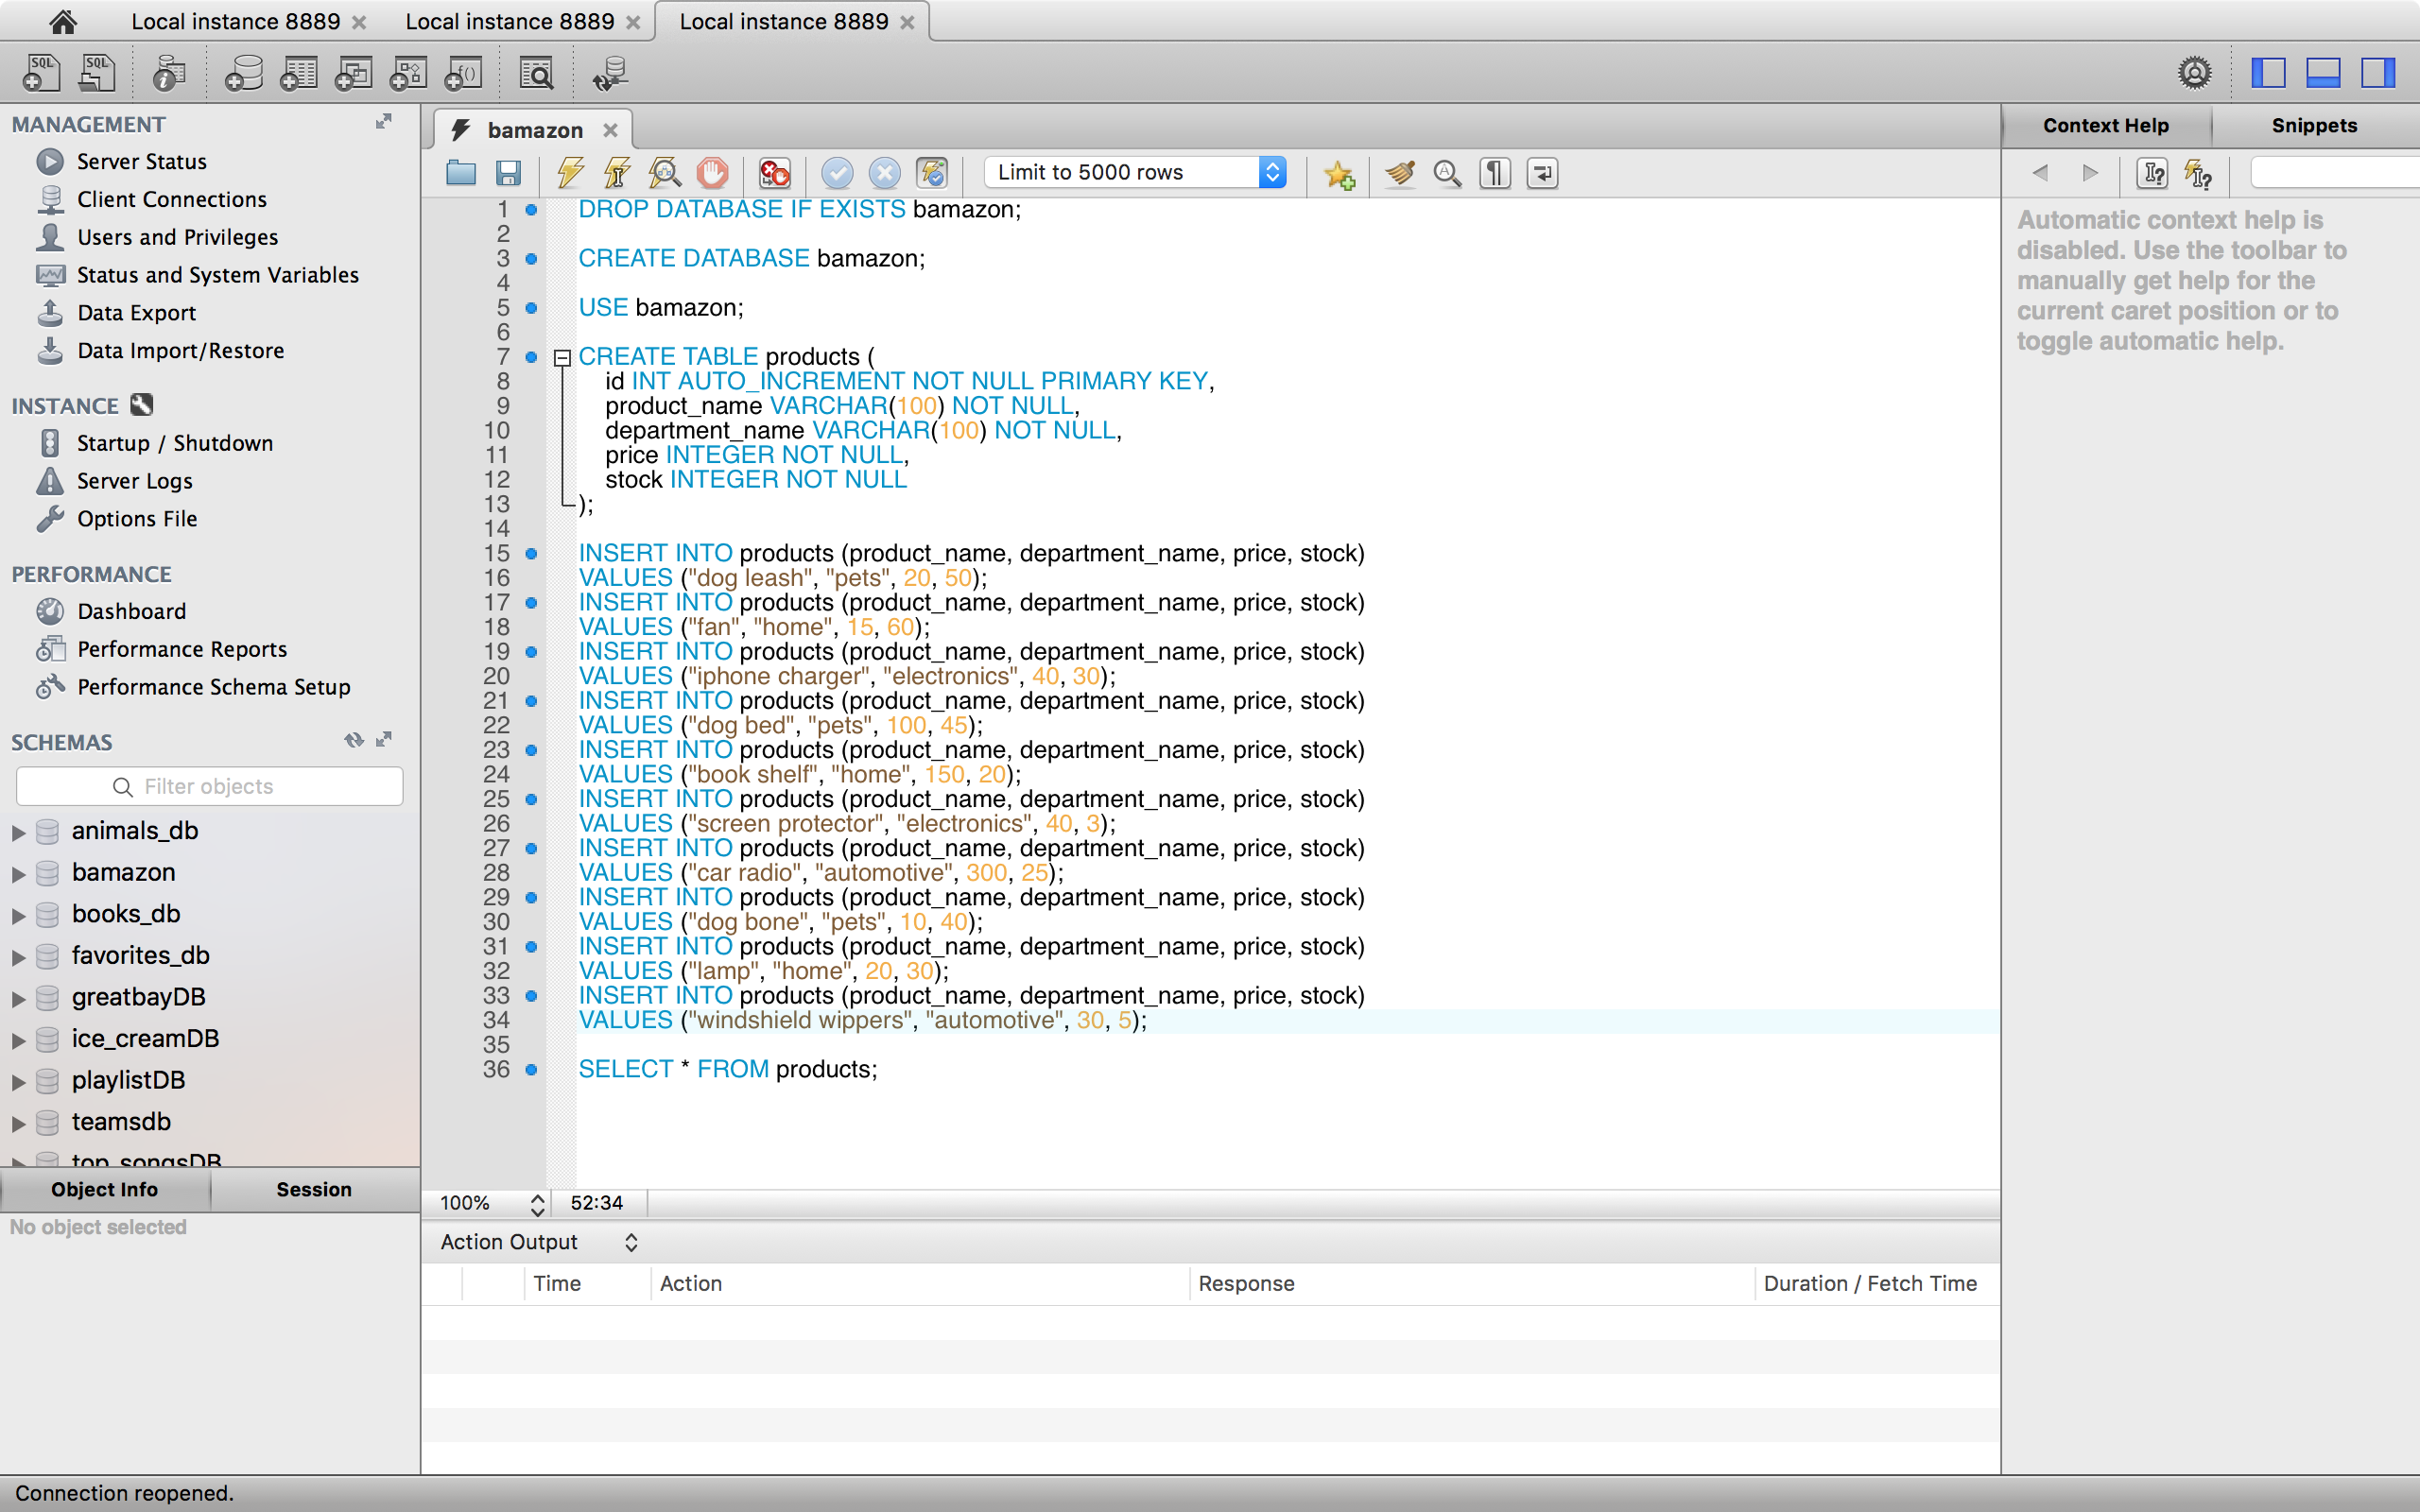 Local instance 8889
Local instance 8889
Local instance 8889
SQL
SQL
MANAGEMENT
Server Status
Client Connections
Users and Privileges
Status and System Variables
Data Export
Data Import/Restore
INSTANCE
Startup / Shutdown
Server Logs
Options File
PERFORMANCE
Dashboard
Performance Reports
Performance Schema Setup
SCHEMAS
Filter objects
animals_db
bamazon
books_db
favorites_db
greatbayDB
ice_creamDB
playlistDB
teamsdb
top_songsDB
Object Info Session
No object selected
bamazon
Limit to 5000 rows
1 DROP DATABASE IF EXISTS bamazon;
2
3 CREATE DATABASE bamazon;
4
5 USE bamazon;
6
7 CREATE TABLE products (
8 id INT AUTO_INCREMENT NOT NULL PRIMARY KEY,
9 product_name VARCHAR(100) NOT NULL,
10 department_name VARCHAR(100) NOT NULL,
11 price INTEGER NOT NULL,
12 stock INTEGER NOT NULL
13 );
14
15 INSERT INTO products (product_name, department_name, price, stock)
16 VALUES ("dog leash", "pets", 20, 50);
17 INSERT INTO products (product_name, department_name, price, stock)
18 VALUES ("fan", "home", 15, 60);
19 INSERT INTO products (product_name, department_name, price, stock)
20 VALUES ("iphone charger", "electronics", 40, 30);
21 INSERT INTO products (product_name, department_name, price, stock)
22 VALUES ("dog bed", "pets", 100, 45);
23 INSERT INTO products (product_name, department_name, price, stock)
24 VALUES ("book shelf", "home", 150, 20);
25 INSERT INTO products (product_name, department_name, price, stock)
26 VALUES ("screen protector", "electronics", 40, 3);
27 INSERT INTO products (product_name, department_name, price, stock)
28 VALUES ("car radio", "automotive", 300, 25);
29 INSERT INTO products (product_name, department_name, price, stock)
30 VALUES ("dog bone", "pets", 10, 40);
31 INSERT INTO products (product_name, department_name, price, stock)
32 VALUES ("lamp", "home", 20, 30);
33 INSERT INTO products (product_name, department_name, price, stock)
34 VALUES ("windshield wippers", "automotive", 30, 5);
35
36 SELECT * FROM products;
100% 52:34
Action Output
Time Action Response Duration / Fetch Time
Context Help Snippets
Automatic context help is
disabled. Use the toolbar to
manually get help for the
current caret position or to
toggle automatic help.
Connection reopened.